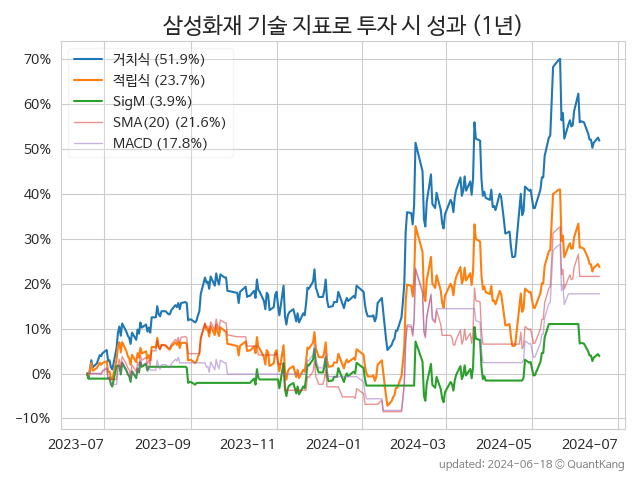 삼성화재 기술 지표로 투자 시 성과 (1년)
거치식 (51.9%)
적립식 (23.7%)
SigM (3.9%)
SMA(20) (21.6%)
MACD (17.8%)
70%
60%
50%
40%
30%
20%
10%
0%
−10%
2023-07 2023-09 2023-11 2024-01 2024-03 2024-05 2024-07
updated: 2024-06-18 © QuantKang